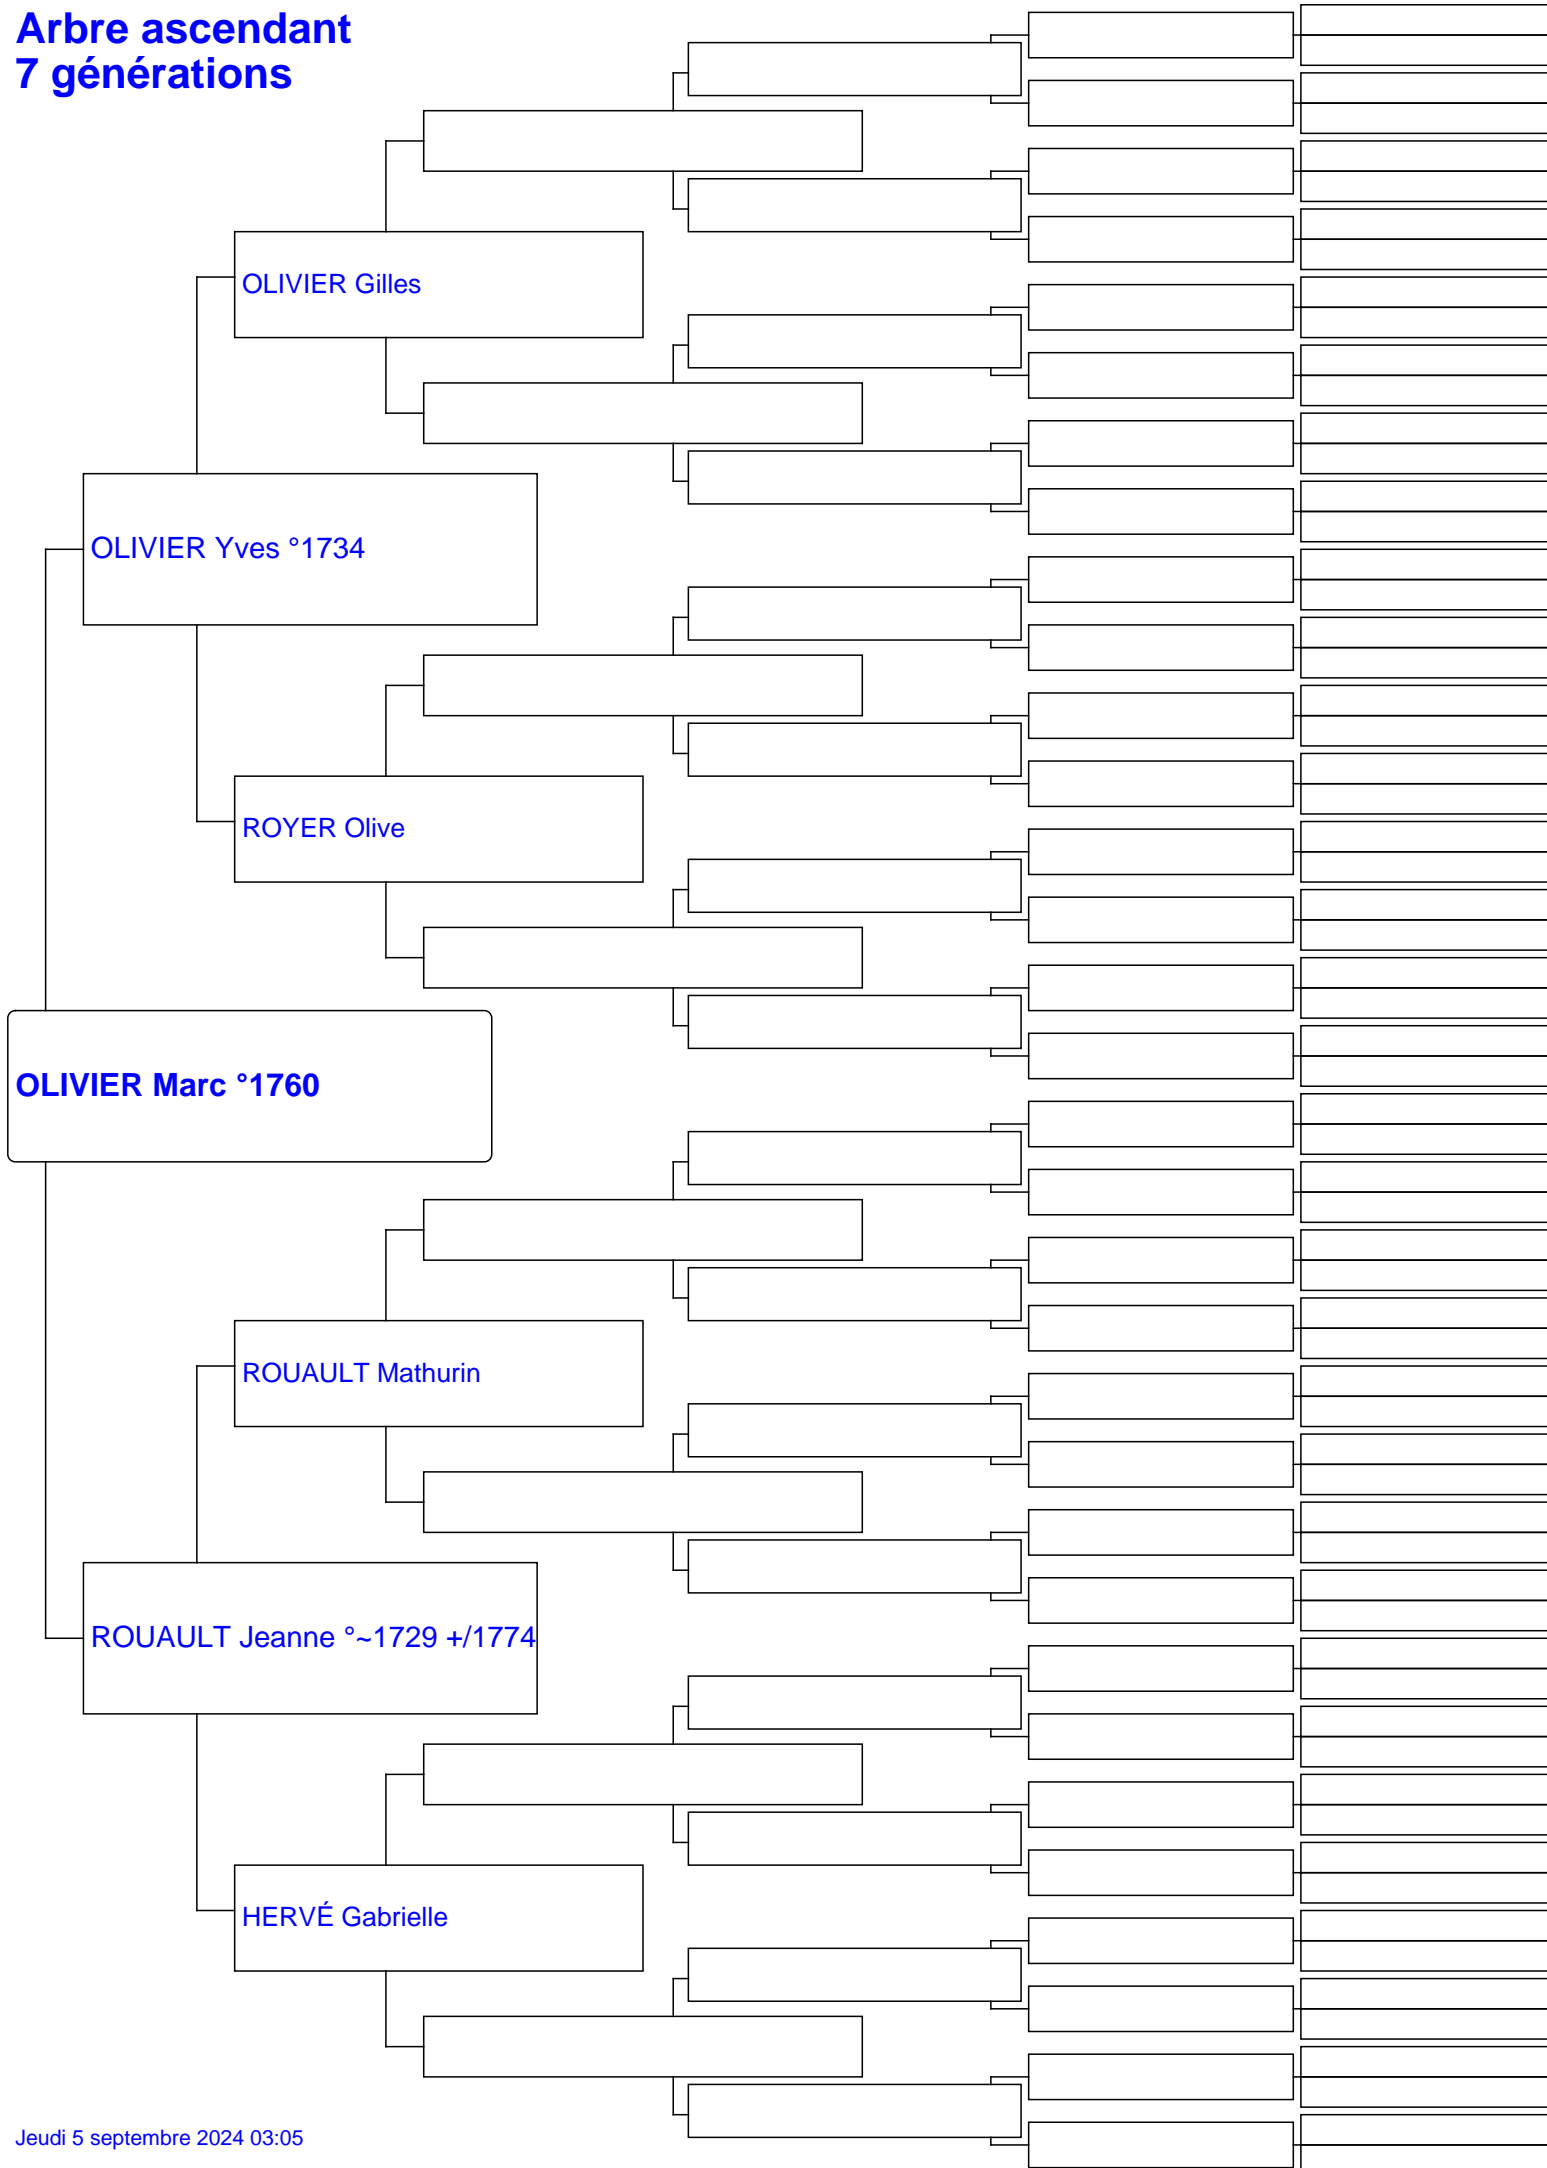 Arbre ascendant
7 générations
OLIVIER Gilles
OLIVIER Yves °1734
ROYER Olive
OLIVIER Marc °1760
ROUAULT Mathurin
ROUAULT Jeanne °~1729 +/1774
HERVÉ Gabrielle
Jeudi 5 septembre 2024 03:05